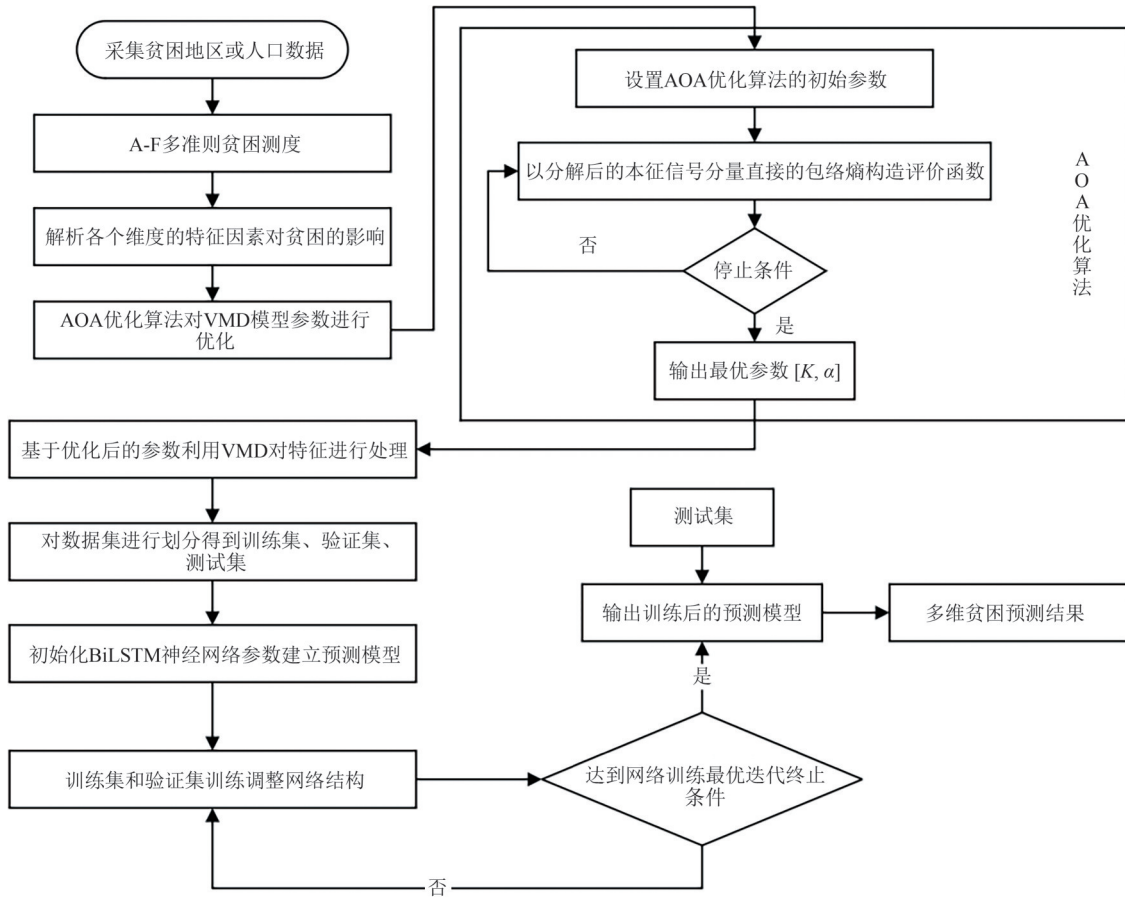 采集贫困地区或人口数据
A-F多准则贫困测度
解析各个维度的特征因素对贫困的影响
AOA优化算法对VMD模型参数进行
优化
设置AOA优化算法的初始参数
以分解后的本征信号分量直接的包络熵构造评价函数
否
停止条件
是
输出最优参数 [K, α]
AOA优化算法
基于优化后的参数利用VMD对特征进行处理
对数据集进行划分得到训练集、验证集、
测试集
初始化BiLSTM神经网络参数建立预测模型
训练集和验证集训练调整网络结构
达到网络训练最优迭代终止
条件
否
是
测试集
输出训练后的预测模型
多维贫困预测结果